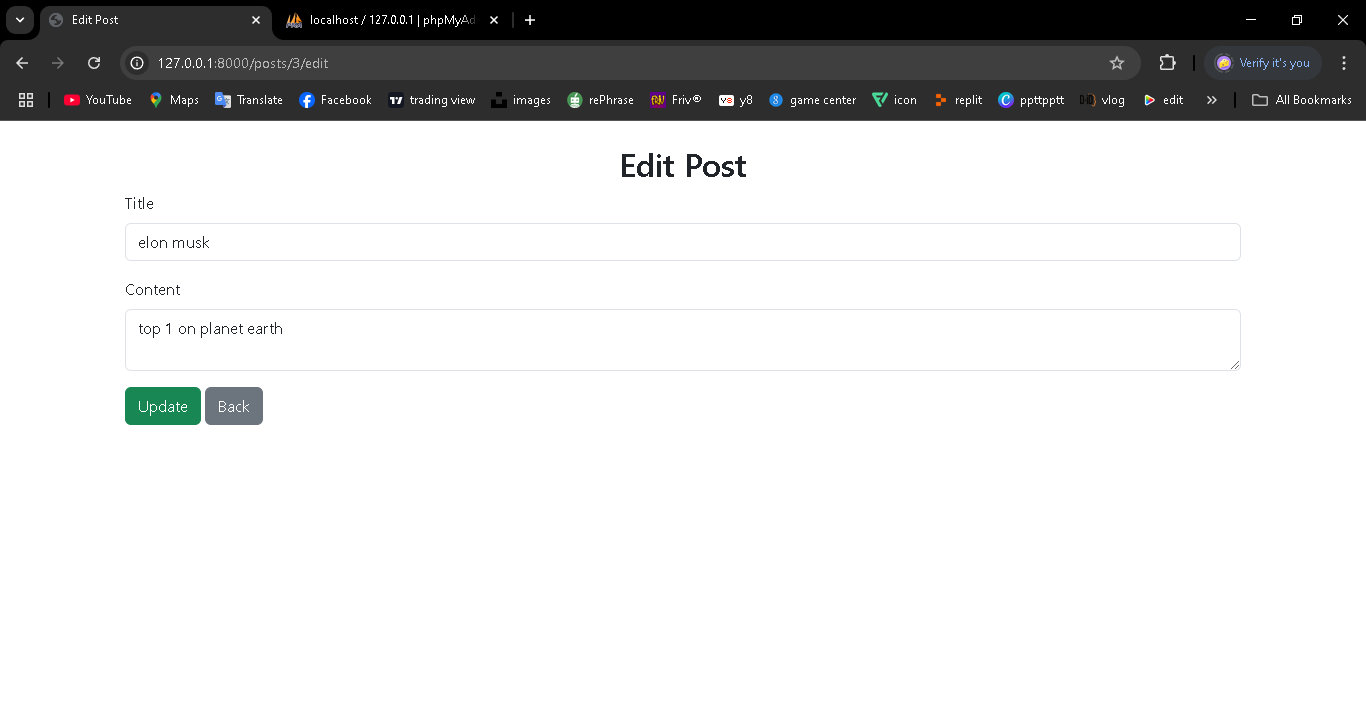 Edit Post
localhost / 127.0.0.1 | phpMyAd
127.0.0.1:8000/posts/3/edit
Verify it's you
YouTube
Maps
Translate
Facebook
trading view
images
rePhrase
Friv®
y8
game center
icon
replit
ppttpptt
vlog
edit
All Bookmarks
Edit Post
Title
elon musk
Content
top 1 on planet earth
Update
Back